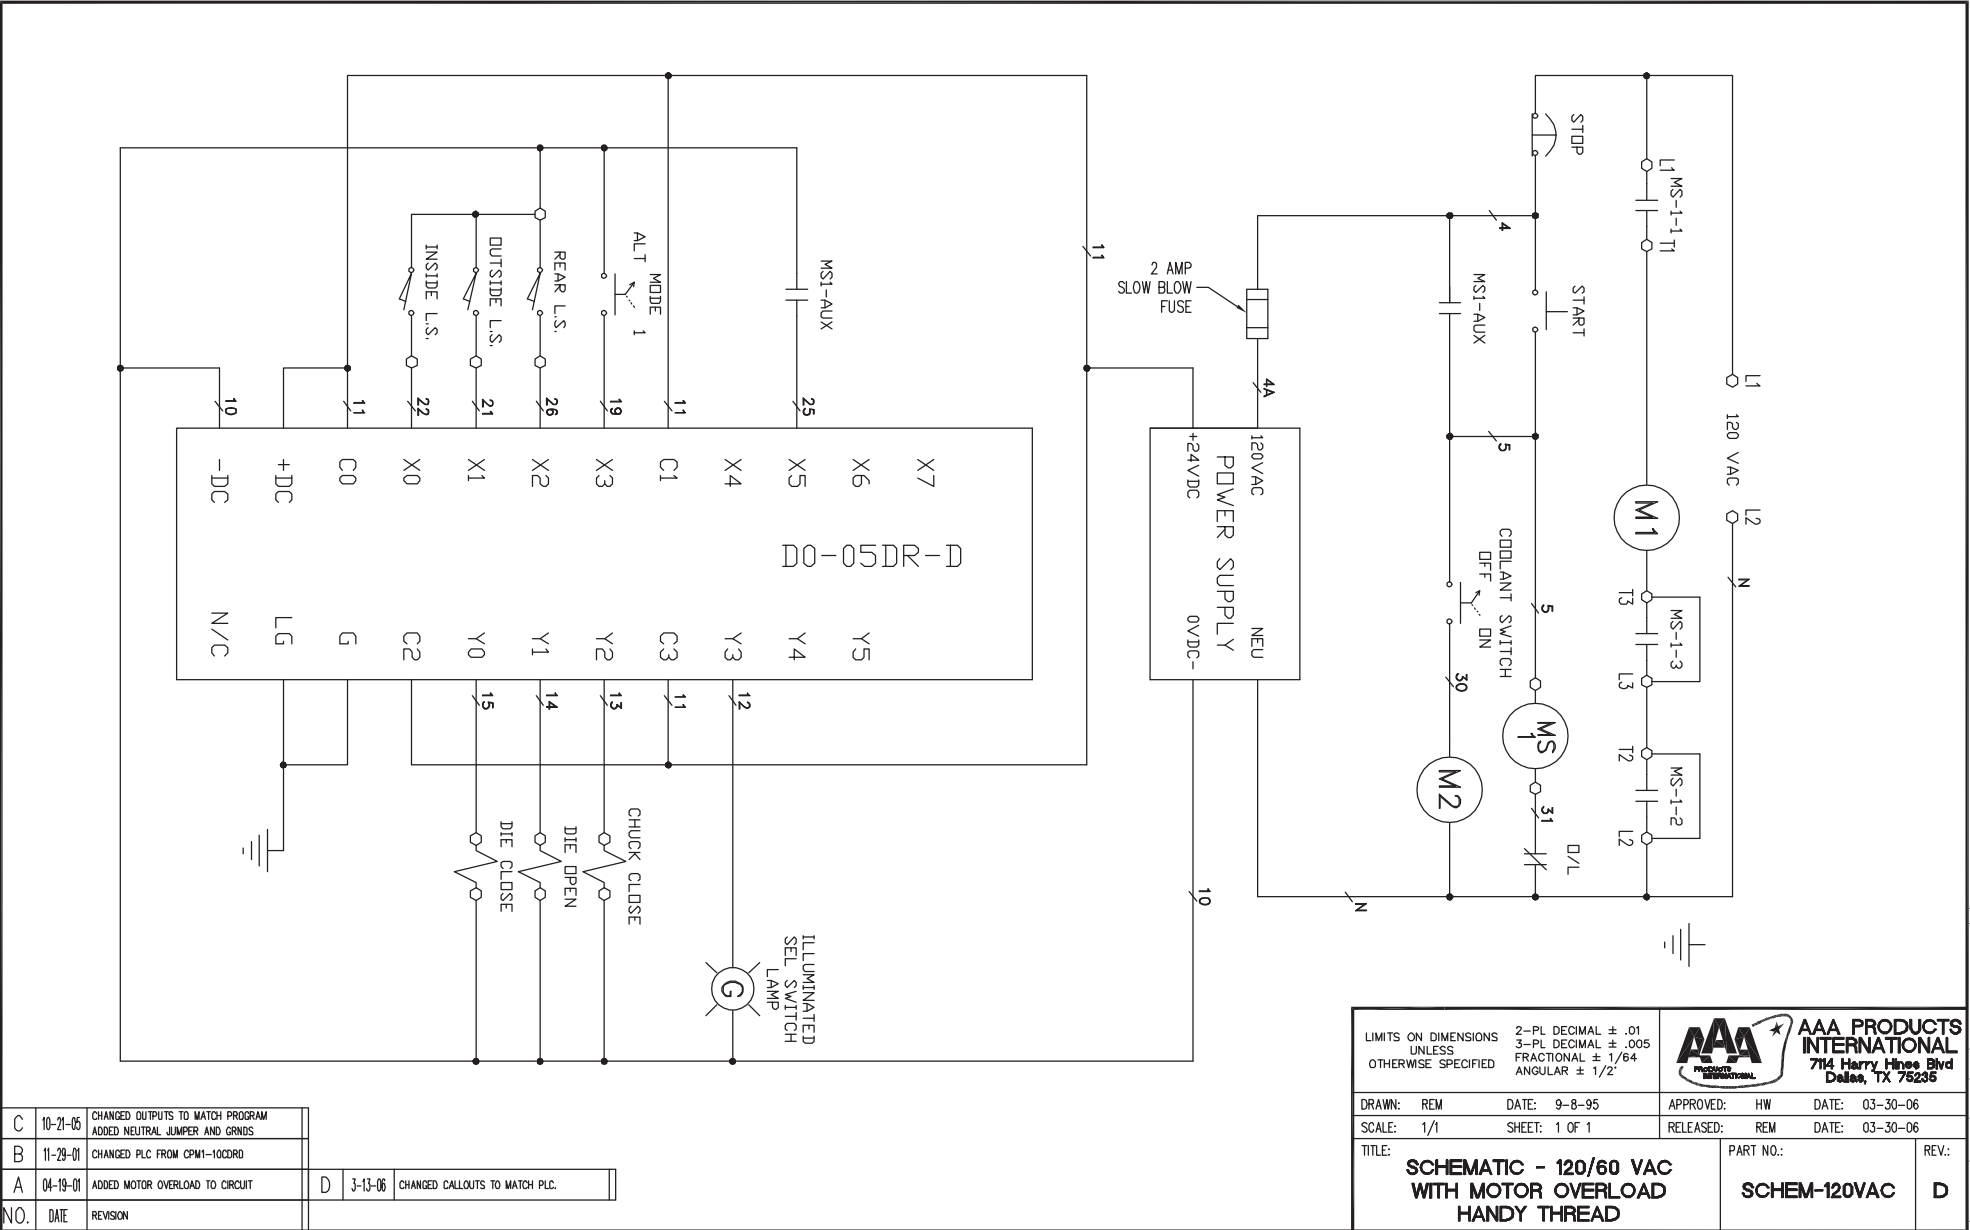 STOP
L1
MS-1-1
T1
4
11
ALT MODE
1
MS1-AUX
INSIDE L.S.
OUTSIDE L.S.
REAR L.S.
2 AMP
SLOW BLOW
FUSE
MS1-AUX
START
L1
120 VAC
L2
10
11
22
21
26
19
11
25
4A
5
-DC
+DC
C0
X0
X1
X2
X3
C1
X4
X5
X6
X7
D0-05DR-D
N/C
LG
G
C2
Y0
Y1
Y2
C3
Y3
Y4
Y5
120VAC
+24VDC
POWER SUPPLY
NEU
0VDC-
M1
N
COOLANT SWITCH
OFF ON
5
T3
MS-1-3
L3
15
14
13
11
12
30
MS
1
M2
31
T2
MS-1-2
L2
O/L
DIE CLOSE
DIE OPEN
CHUCK CLOSE
10
N
ILLUMINATED
SEL SWITCH
LAMP
G
LIMITS ON DIMENSIONS
UNLESS
OTHERWISE SPECIFIED
2-PL DECIMAL ± .01
3-PL DECIMAL ± .005
FRACTIONAL ± 1/64
ANGULAR ± 1/2°
AAA
PRODUCTS
INTERNATIONAL
AAA PRODUCTS
INTERNATIONAL
7114 Harry Hines Blvd
Dallas, TX 75235
DRAWN: REM DATE: 9-8-95 APPROVED: HW DATE: 03-30-06
SCALE: 1/1 SHEET: 1 OF 1 RELEASED: REM DATE: 03-30-06
TITLE:
SCHEMATIC - 120/60 VAC
WITH MOTOR OVERLOAD
HANDY THREAD
PART NO.:
SCHEM-120VAC
REV.:
D
C 10-21-05 CHANGED OUTPUTS TO MATCH PROGRAM
ADDED NEUTRAL JUMPER AND GRNDS
B 11-29-01 CHANGED PLC FROM CPM1-10CDRD
A 04-19-01 ADDED MOTOR OVERLOAD TO CIRCUIT
D 3-13-06 CHANGED CALLOUTS TO MATCH PLC.
NO. DATE REVISION